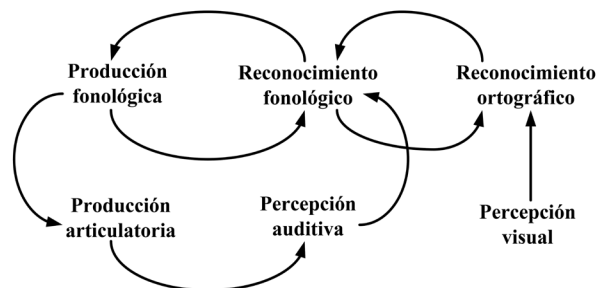 Producción
fonológica
Reconocimiento
fonológico
Reconocimiento
ortográfico
Producción
articulatoria
Percepción
auditiva
Percepción
visual